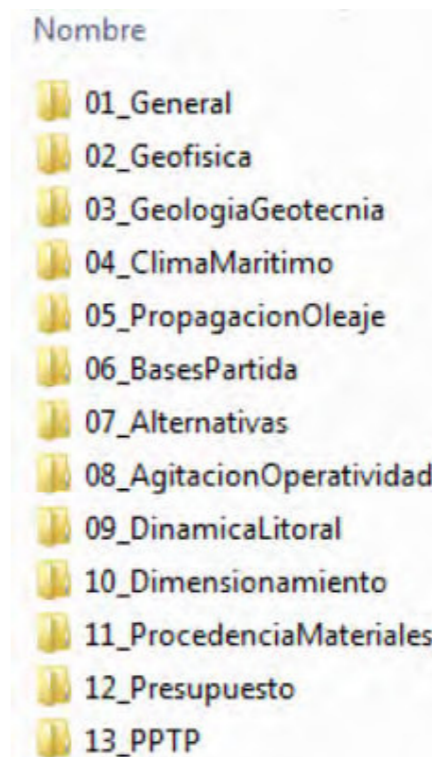 Nombre
01_General
02_Geofisica
03_GeologiaGeotecnia
04_ClimaMaritimo
05_PropagacionOleaje
06_BasesPartida
07_Alternativas
08_AgitacionOperatividad
09_DinamicaLitoral
10_Dimensionamiento
11_ProcedenciaMateriales
12_Presupuesto
13_PPTP